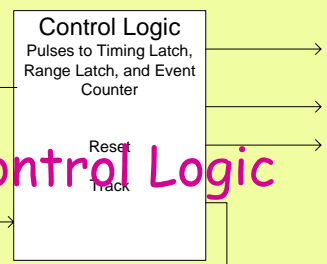 Control Logic
Pulses to Timing Latch,
Range Latch, and Event
Counter
Reset
ontrol Logic
Track